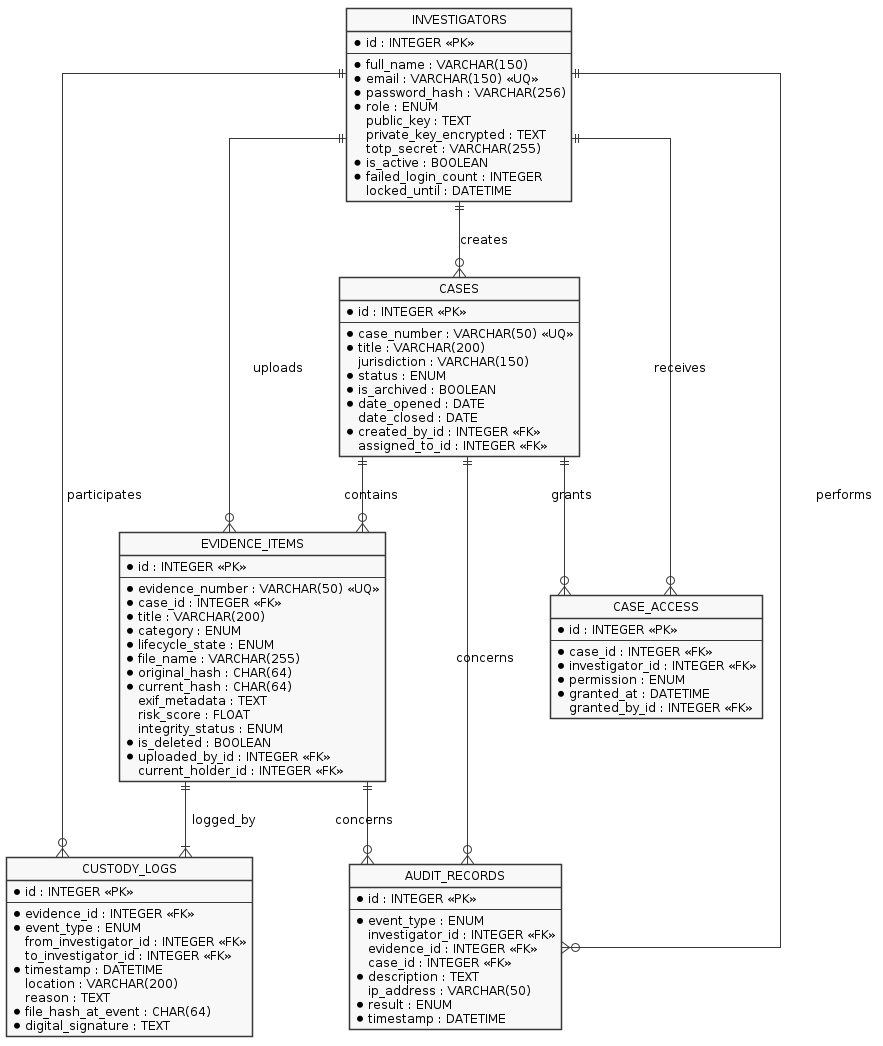 INVESTIGATORS
id : INTEGER «PK»
full_name : VARCHAR(150)
email : VARCHAR(150) «UQ»
password_hash : VARCHAR(256)
role : ENUM
public_key : TEXT
private_key_encrypted : TEXT
totp_secret : VARCHAR(255)
is_active : BOOLEAN
failed_login_count : INTEGER
locked_until : DATETIME
creates
CASES
id : INTEGER «PK»
case_number : VARCHAR(50) «UQ»
title : VARCHAR(200)
jurisdiction : VARCHAR(150)
status : ENUM
is_archived : BOOLEAN
date_opened : DATE
date_closed : DATE
created_by_id : INTEGER «FK»
assigned_to_id : INTEGER «FK»
uploads
receives
participates
contains
grants
performs
EVIDENCE_ITEMS
id : INTEGER «PK»
evidence_number : VARCHAR(50) «UQ»
case_id : INTEGER «FK»
title : VARCHAR(200)
category : ENUM
lifecycle_state : ENUM
file_name : VARCHAR(255)
original_hash : CHAR(64)
current_hash : CHAR(64)
exif_metadata : TEXT
risk_score : FLOAT
integrity_status : ENUM
is_deleted : BOOLEAN
uploaded_by_id : INTEGER «FK»
current_holder_id : INTEGER «FK»
concerns
CASE_ACCESS
id : INTEGER «PK»
case_id : INTEGER «FK»
investigator_id : INTEGER «FK»
permission : ENUM
granted_at : DATETIME
granted_by_id : INTEGER «FK»
logged_by
concerns
CUSTODY_LOGS
id : INTEGER «PK»
evidence_id : INTEGER «FK»
event_type : ENUM
from_investigator_id : INTEGER «FK»
to_investigator_id : INTEGER «FK»
timestamp : DATETIME
location : VARCHAR(200)
reason : TEXT
file_hash_at_event : CHAR(64)
digital_signature : TEXT
AUDIT_RECORDS
id : INTEGER «PK»
event_type : ENUM
investigator_id : INTEGER «FK»
evidence_id : INTEGER «FK»
case_id : INTEGER «FK»
description : TEXT
ip_address : VARCHAR(50)
result : ENUM
timestamp : DATETIME